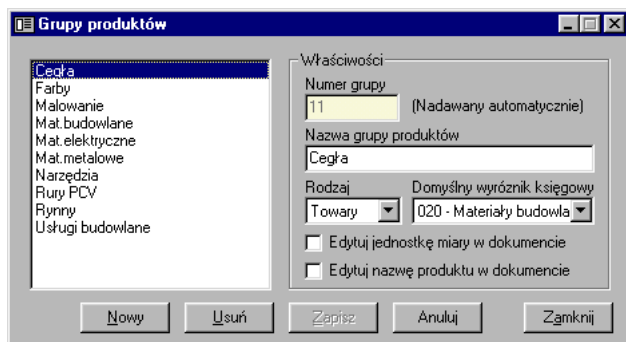 Grupy produktów
Cegła
Farby
Malowanie
Mat.budowlane
Mat.elektryczne
Mat.metalowe
Narzędzia
Rury PCV
Rynny
Usługi budowlane
Właściwości
Numer grupy
11 (Nadawany automatycznie)
Nazwa grupy produktów
Cegła
Rodzaj Domyślny wyróżnik księgowy
Towary 020 - Materiały budowla
Edytuj jednostkę miary w dokumencie
Edytuj nazwę produktu w dokumencie
Nowy Usuń Zapisz Anuluj Zamknij